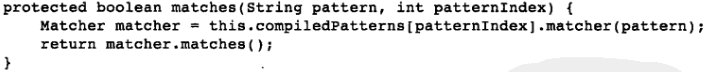 protected boolean matches(String pattern, int patternIndex) {
    Matcher matcher = this.compiledPatterns[patternIndex].matcher(pattern);
    return matcher.matches();
}